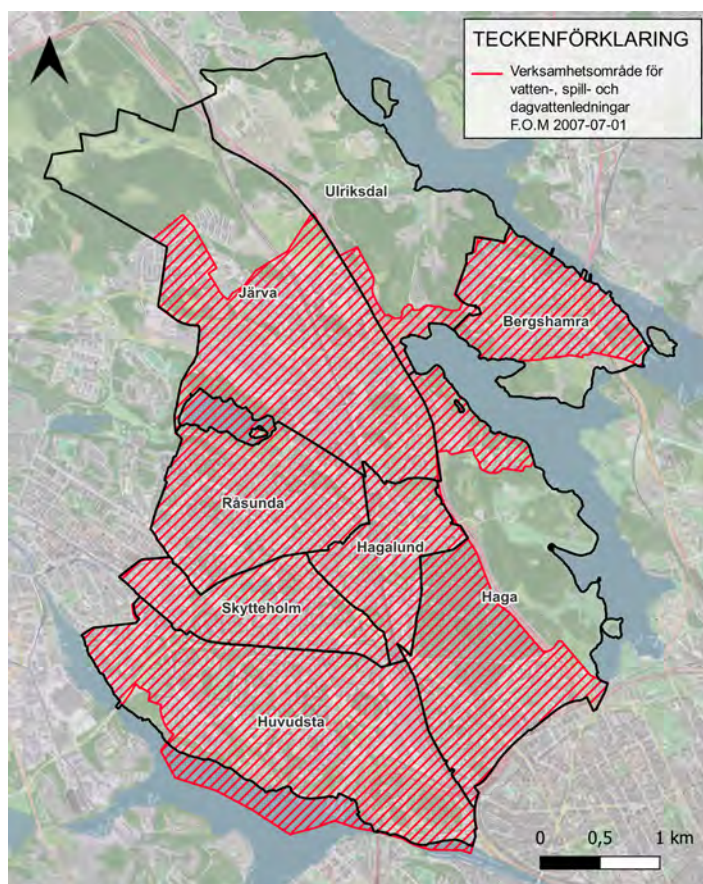 TECKENFÖRKLARING
Verksamhetsområde för
vatten-, spill- och
dagvattenledningar
F.O.M 2007-07-01
Ulriksdal
Bergshamra
Järva
Råsunda
Hagalund
Haga
Skytteholm
Huvudsta
0 0,5 1 km